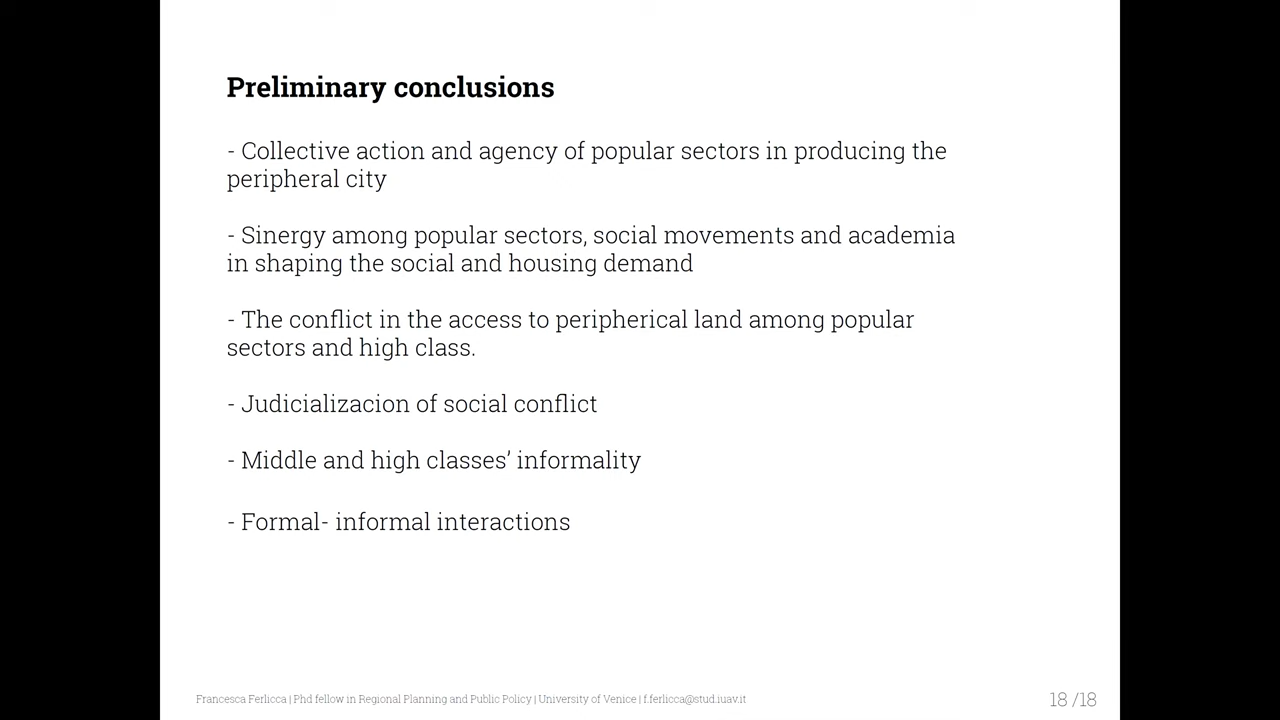 Preliminary conclusions
- Collective action and agency of popular sectors in producing the
peripheral city
- Sinergy among popular sectors, social movements and academia
in shaping the social and housing demand
- The conflict in the access to peripherical land among popular
sectors and high class.
- Judicializacion of social conflict
- Middle and high classes’ informality
- Formal- informal interactions
Francesca Ferlicca | Phd fellow in Regional Planning and Public Policy | University of Venice | f.ferlicca@stud.iuav.it
18 /18